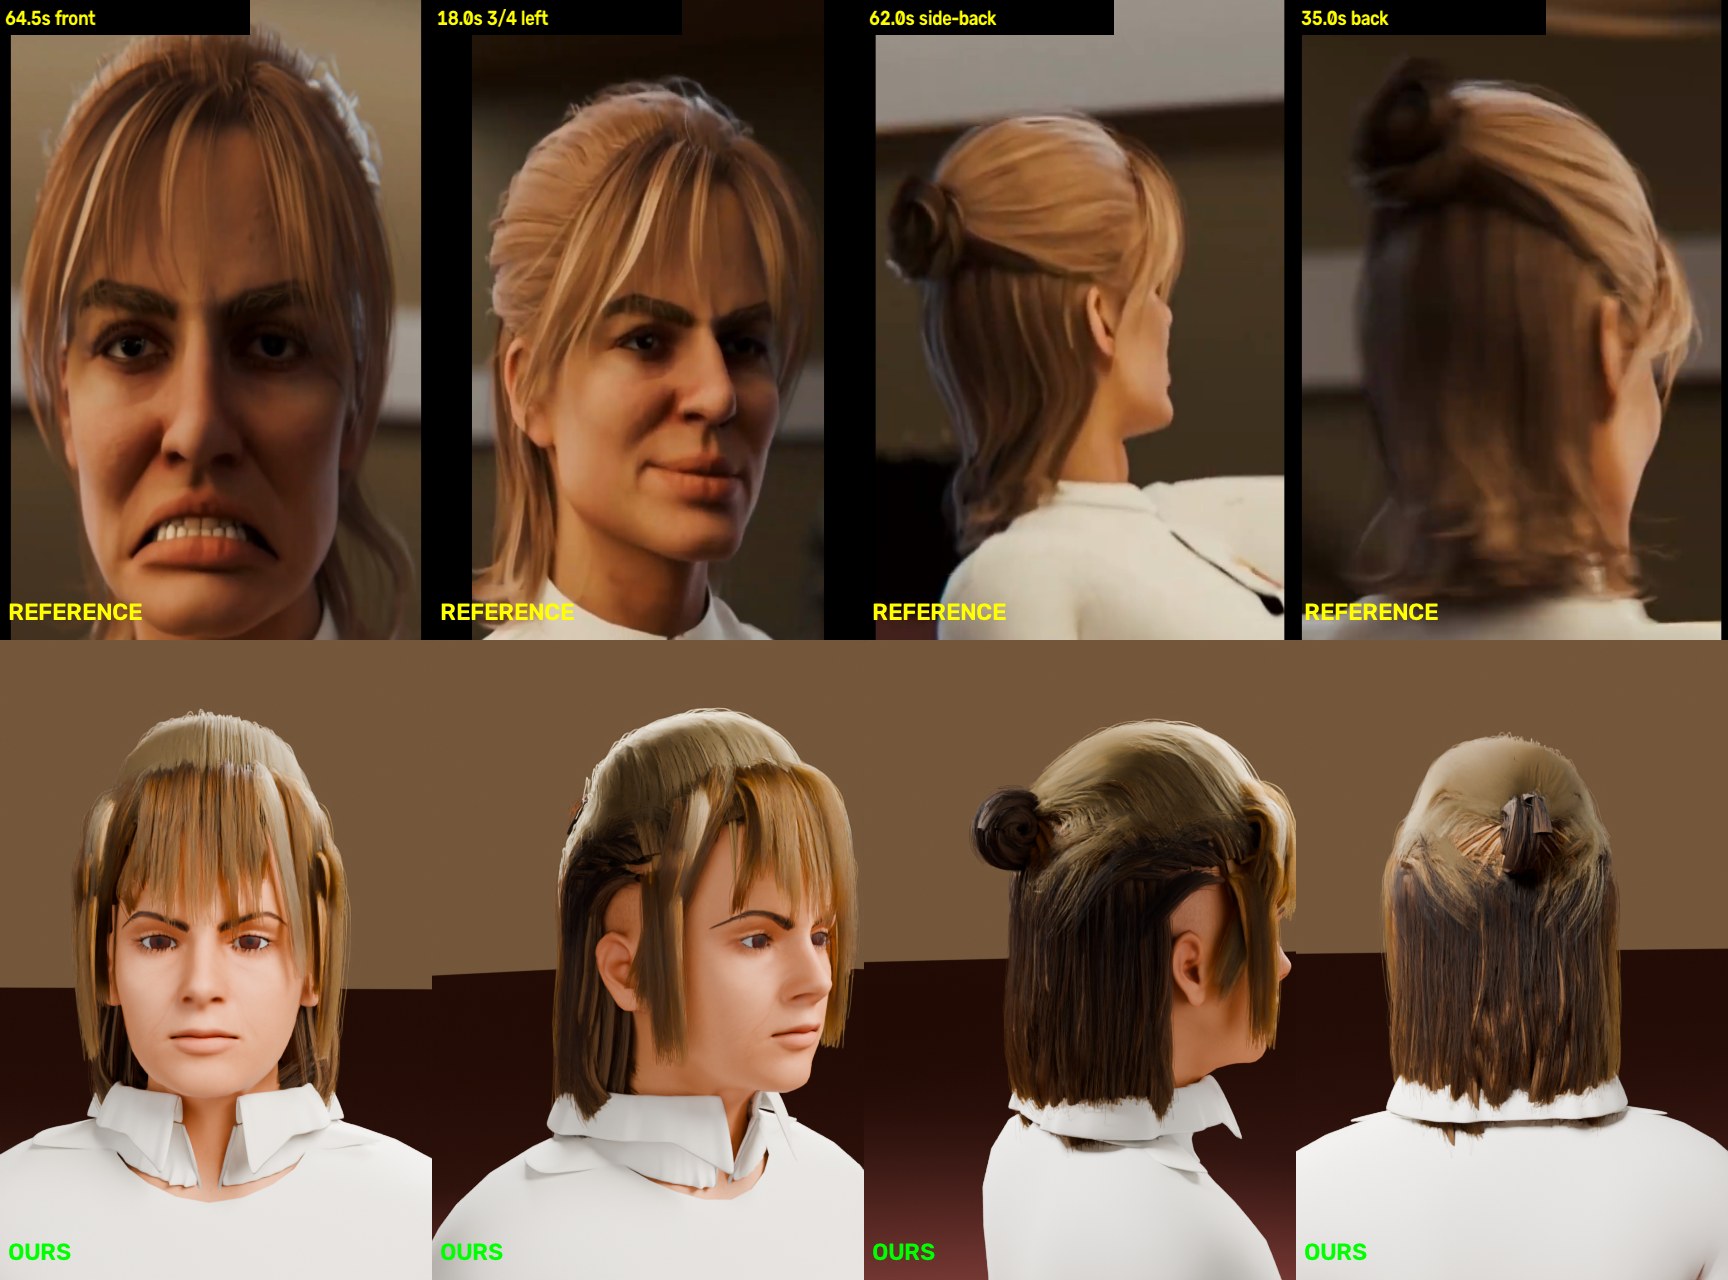 64.5s front
18.0s 3/4 left
62.0s side-back
35.0s back
REFERENCE
REFERENCE
REFERENCE
REFERENCE
OURS
OURS
OURS
OURS